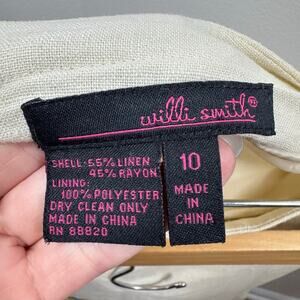 willi smith®
SHELL: 55% LINEN
45% RAYON
LINING:
100% POLYESTER
DRY CLEAN ONLY
MADE IN CHINA
RN 88820
10
MADE
IN
CHINA